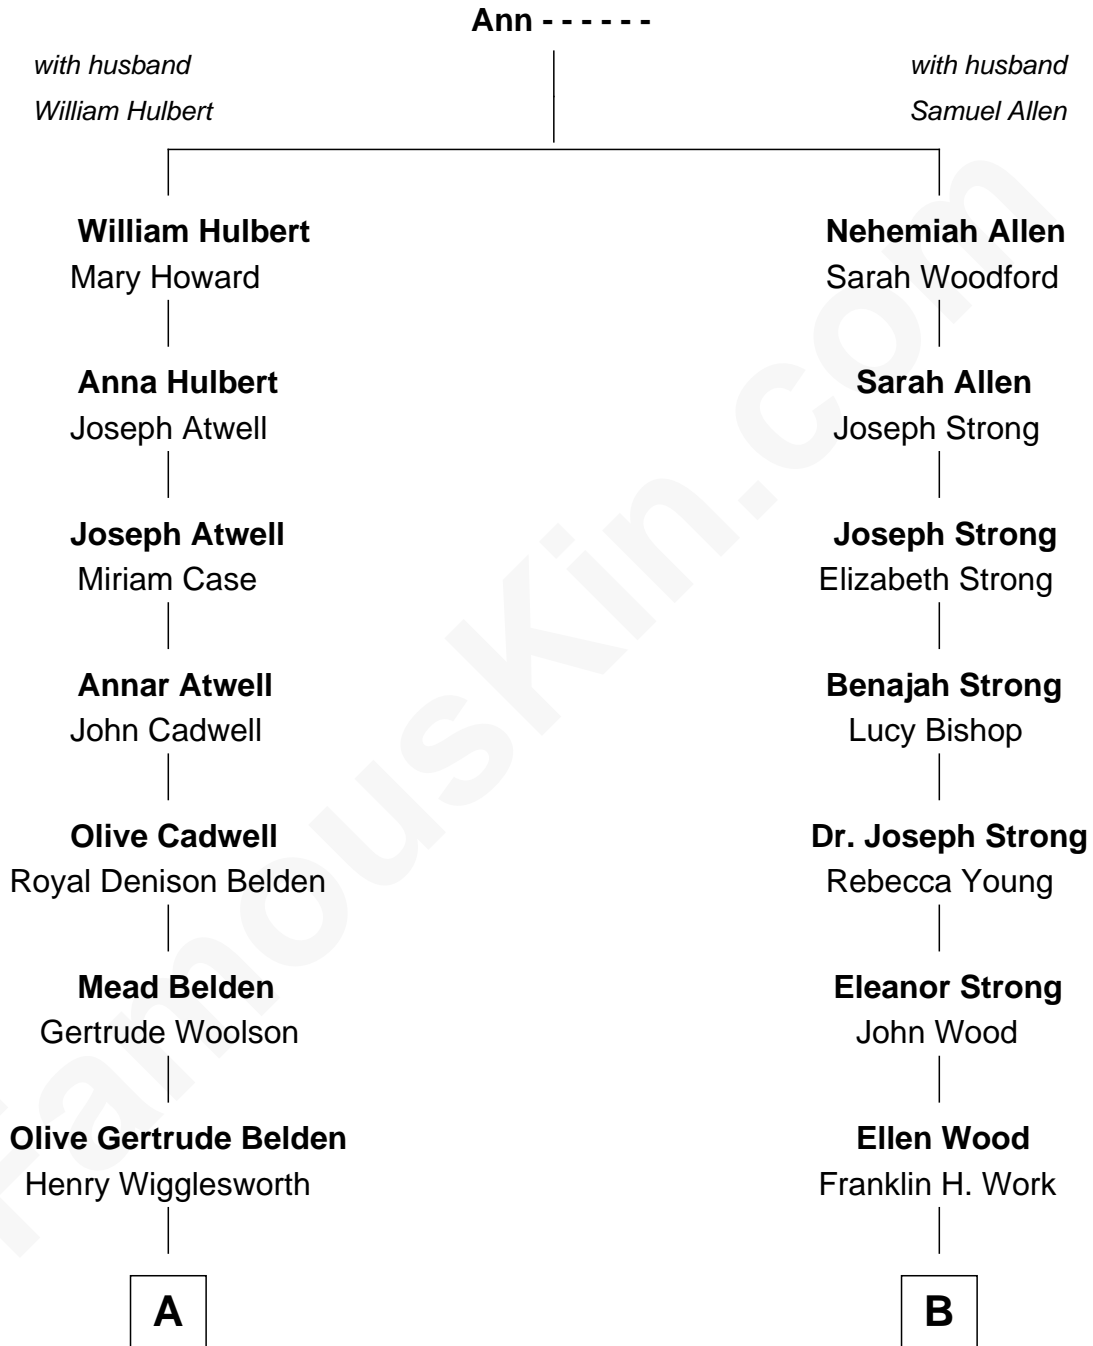 Ann - - - - - -
with husband
William Hulbert
with husband
Samuel Allen
William Hulbert
Mary Howard
Nehemiah Allen
Sarah Woodford
Anna Hulbert
Joseph Atwell
Sarah Allen
Joseph Strong
Joseph Atwell
Miriam Case
Joseph Strong
Elizabeth Strong
Annar Atwell
John Cadwell
Benajah Strong
Lucy Bishop
Olive Cadwell
Royal Denison Belden
Dr. Joseph Strong
Rebecca Young
Mead Belden
Gertrude Woolson
Eleanor Strong
John Wood
Olive Gertrude Belden
Henry Wigglesworth
Ellen Wood
Franklin H. Work
A
B
FamousKin.com